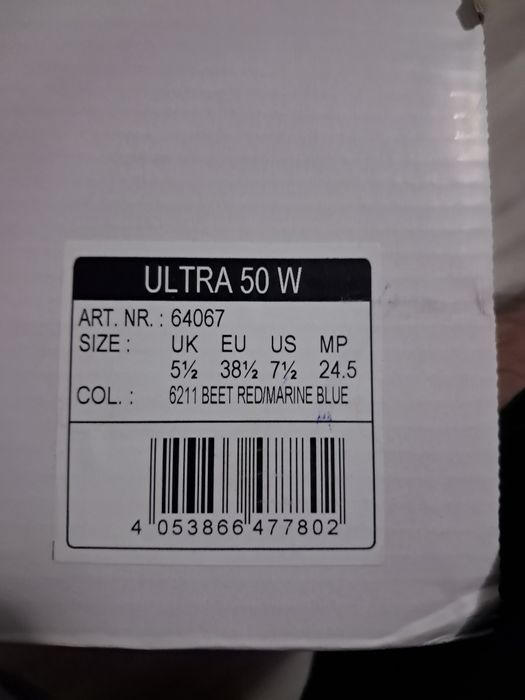 ULTRA 50 W
ART. NR. : 64067
SIZE : UK EU US MP
5½ 38½ 7½ 24.5
COL. : 6211 BEET RED/MARINE BLUE
4 053866 477802